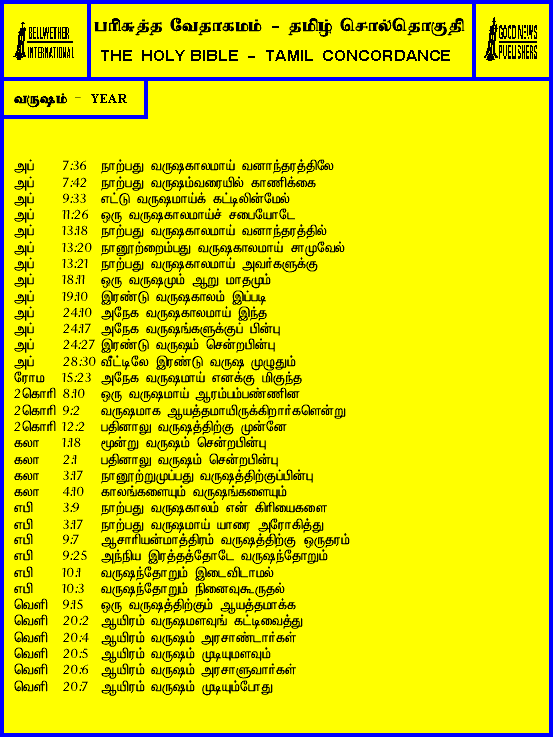 BELLWETHER
INTERNATIONAL
பரிசுத்த வேதாகமம் - தமிழ் சொல்தொகுதி
THE HOLY BIBLE - TAMIL CONCORDANCE
GOOD NEWS
PUBLISHERS
வருஷம் - YEAR
அப் 7:36 நாற்பது வருஷகாலமாய் வனாந்தரத்திலே
அப் 7:42 நாற்பது வருஷம்வரையில் காணிக்கை
அப் 9:33 எட்டு வருஷமாய்க் கட்டிலின்மேல்
அப் 11:26 ஒரு வருஷகாலமாய்ச் சபையோடே
அப் 13:18 நாற்பது வருஷகாலமாய் வனாந்தரத்தில்
அப் 13:20 நானூற்றைம்பது வருஷகாலமாய் சாமுவேல்
அப் 13:21 நாற்பது வருஷகாலமாய் அவர்களுக்கு
அப் 18:11 ஒரு வருஷமும் ஆறு மாதமும்
அப் 19:10 இரண்டு வருஷகாலம் இப்படி
அப் 24:10 அநேக வருஷகாலமாய் இந்த
அப் 24:17 அநேக வருஷங்களுக்குப் பின்பு
அப் 24:27 இரண்டு வருஷம் சென்றபின்பு
அப் 28:30 வீட்டிலே இரண்டு வருஷ முழுதும்
ரோம 15:23 அநேக வருஷமாய் எனக்கு மிகுந்த
2கொரி 8:10 ஒரு வருஷமாய் ஆரம்பம்பண்ணின
2கொரி 9:2 வருஷமாக ஆயத்தமாயிருக்கிறார்களென்று
2கொரி 12:2 பதினாலு வருஷத்திற்கு முன்னே
கலா 1:18 மூன்று வருஷம் சென்றபின்பு
கலா 2:1 பதினாலு வருஷம் சென்றபின்பு
கலா 3:17 நானூற்றுமுப்பது வருஷத்திற்குப்பின்பு
கலா 4:10 காலங்களையும் வருஷங்களையும்
எபி 3:9 நாற்பது வருஷகாலம் என் கிரியைகளை
எபி 3:17 நாற்பது வருஷமாய் யாரை அரோகித்து
எபி 9:7 ஆசாரியன்மாத்திரம் வருஷத்திற்கு ஒருதரம்
எபி 9:25 அந்நிய இரத்தத்தோடே வருஷந்தோறும்
எபி 10:1 வருஷந்தோறும் இடைவிடாமல்
எபி 10:3 வருஷந்தோறும் நினைவுகூருதல்
வெளி 9:15 ஒரு வருஷத்திற்கும் ஆயத்தமாக்க
வெளி 20:2 ஆயிரம் வருஷமளவுங் கட்டிவைத்து
வெளி 20:4 ஆயிரம் வருஷம் அரசாண்டார்கள்
வெளி 20:5 ஆயிரம் வருஷம் முடியுமளவும்
வெளி 20:6 ஆயிரம் வருஷம் அரசாளுவார்கள்
வெளி 20:7 ஆயிரம் வருஷம் முடியும்போது